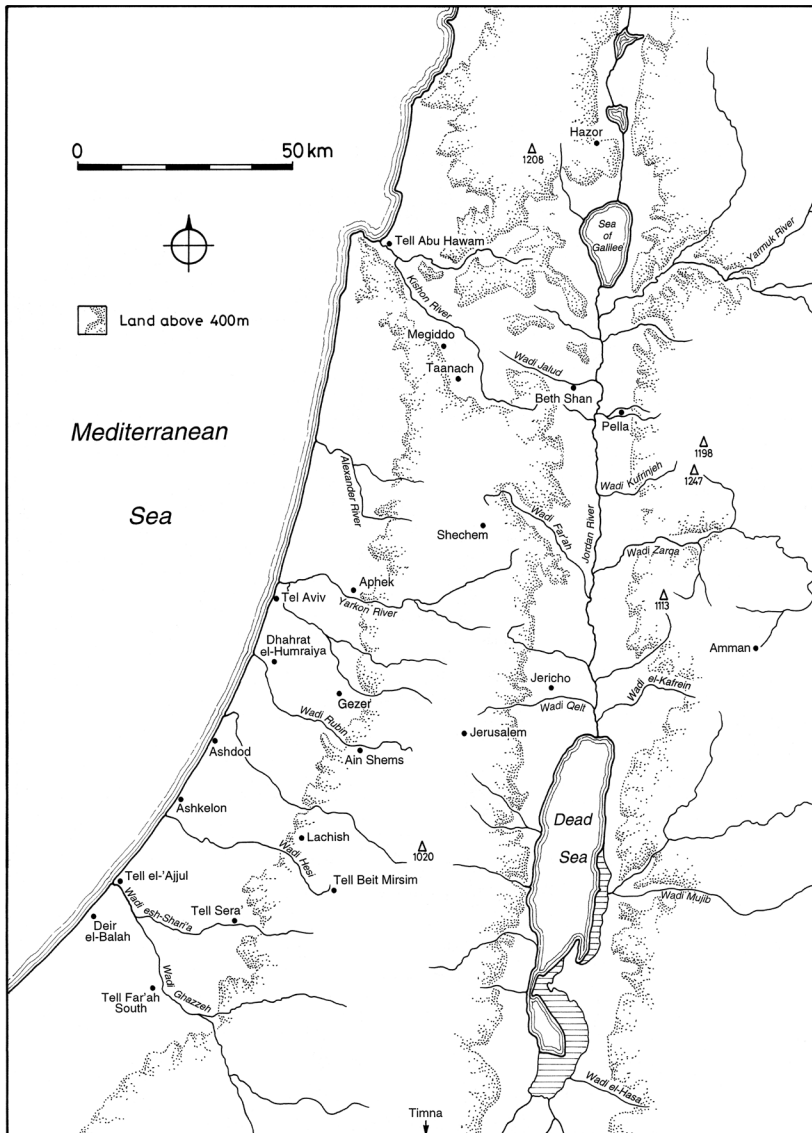 Hazor
1208
0 50 km
Sea
of
Galilee
Tell Abu Hawam
Yarmuk River
Kishon River
Land above 400m
Megiddo
Wadi Jalud
Taanach
Beth Shan
Mediterranean
Sea
Pella
1198
1247
Wadi Kufrinjeh
Alexander River
Shechem
Wadi Far'ah
Jordan River
Wadi Zarqa
Aphek
Tel Aviv
Yarkon River
1113
Dhahrat
el-Humraiya
Amman
Jericho
Wadi el-Kafrein
Gezer
Wadi Qelt
Wadi Rubin
Jerusalem
Ashdod
Ain Shems
Ashkelon
Dead
Sea
Lachish
1020
Wadi Hesi
Tell el-'Ajjul
Tell Beit Mirsim
Wadi Mujib
Wadi esh-Shari'a
Tell Sera'
Deir
el-Balah
Wadi Ghazzeh
Tell Far'ah
South
Wadi el-Hasa
Timna